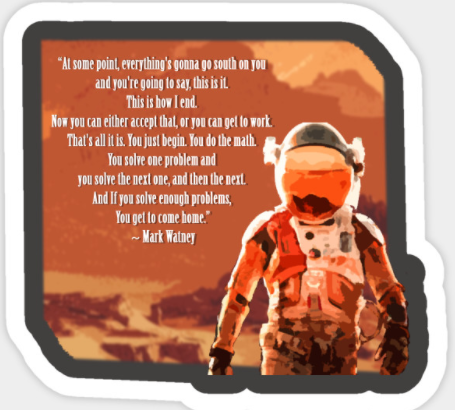 “At some point, everything's gonna go south on you
and you're going to say, this is it.
This is how I end.
Now you can either accept that, or you can get to work.
That's all it is. You just begin. You do the math.
You solve one problem and
you solve the next one, and then the next.
And If you solve enough problems,
You get to come home.”
~ Mark Watney